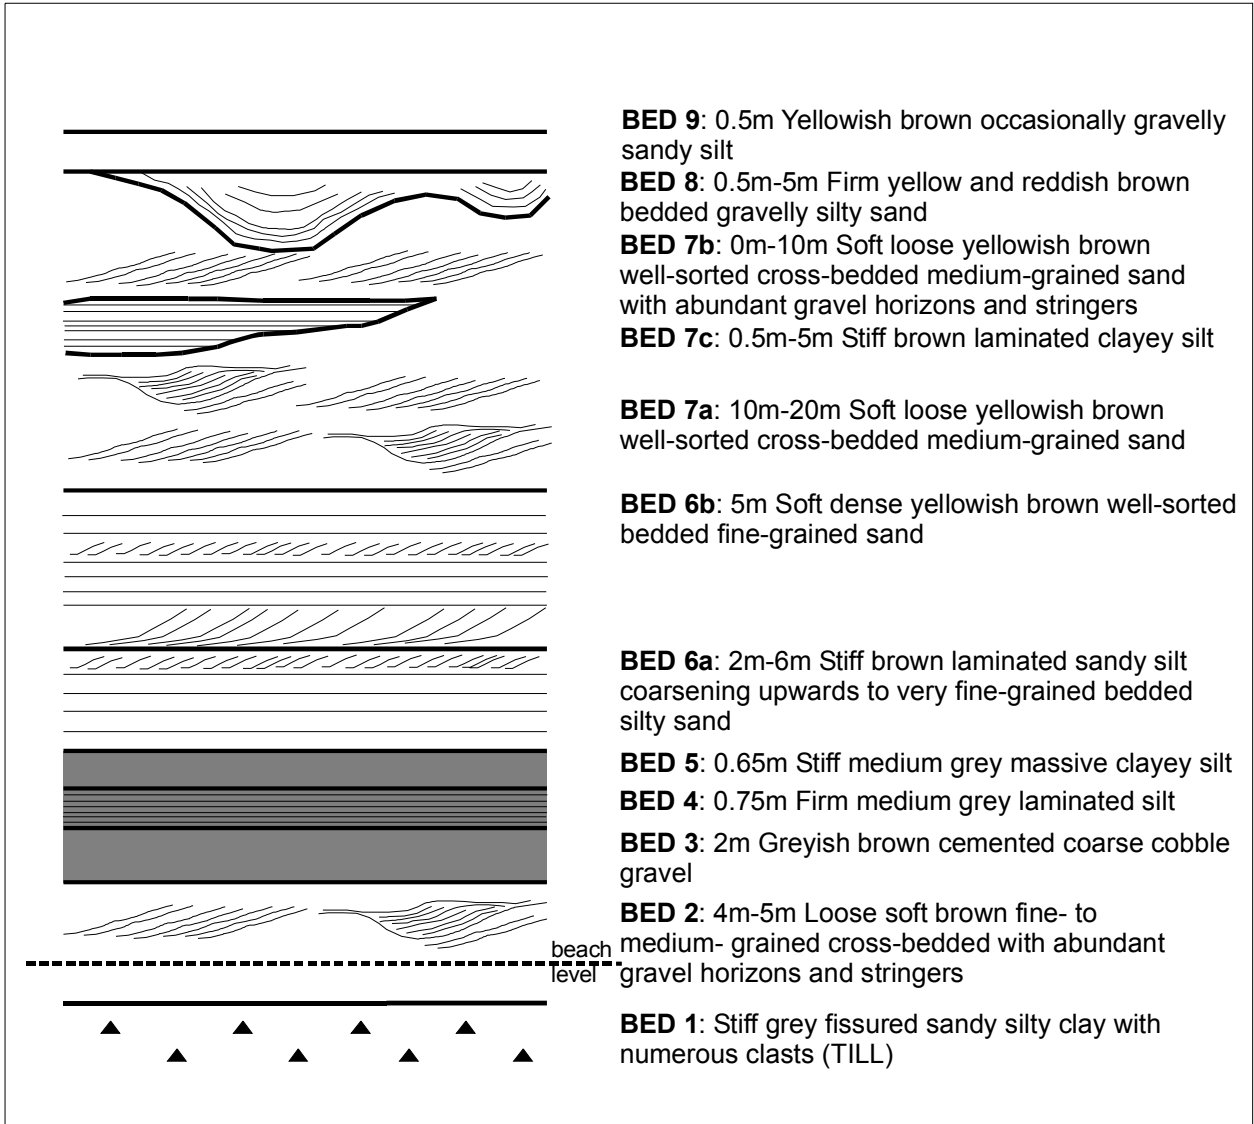 BED 9: 0.5m Yellowish brown occasionally gravelly
sandy silt
BED 8: 0.5m-5m Firm yellow and reddish brown
bedded gravelly silty sand
BED 7b: 0m-10m Soft loose yellowish brown
well-sorted cross-bedded medium-grained sand
with abundant gravel horizons and stringers
BED 7c: 0.5m-5m Stiff brown laminated clayey silt
BED 7a: 10m-20m Soft loose yellowish brown
well-sorted cross-bedded medium-grained sand
BED 6b: 5m Soft dense yellowish brown well-sorted
bedded fine-grained sand
BED 6a: 2m-6m Stiff brown laminated sandy silt
coarsening upwards to very fine-grained bedded
silty sand
BED 5: 0.65m Stiff medium grey massive clayey silt
BED 4: 0.75m Firm medium grey laminated silt
BED 3: 2m Greyish brown cemented coarse cobble
gravel
BED 2: 4m-5m Loose soft brown fine- to
medium- grained cross-bedded with abundant
gravel horizons and stringers
beach
level
BED 1: Stiff grey fissured sandy silty clay with
numerous clasts (TILL)